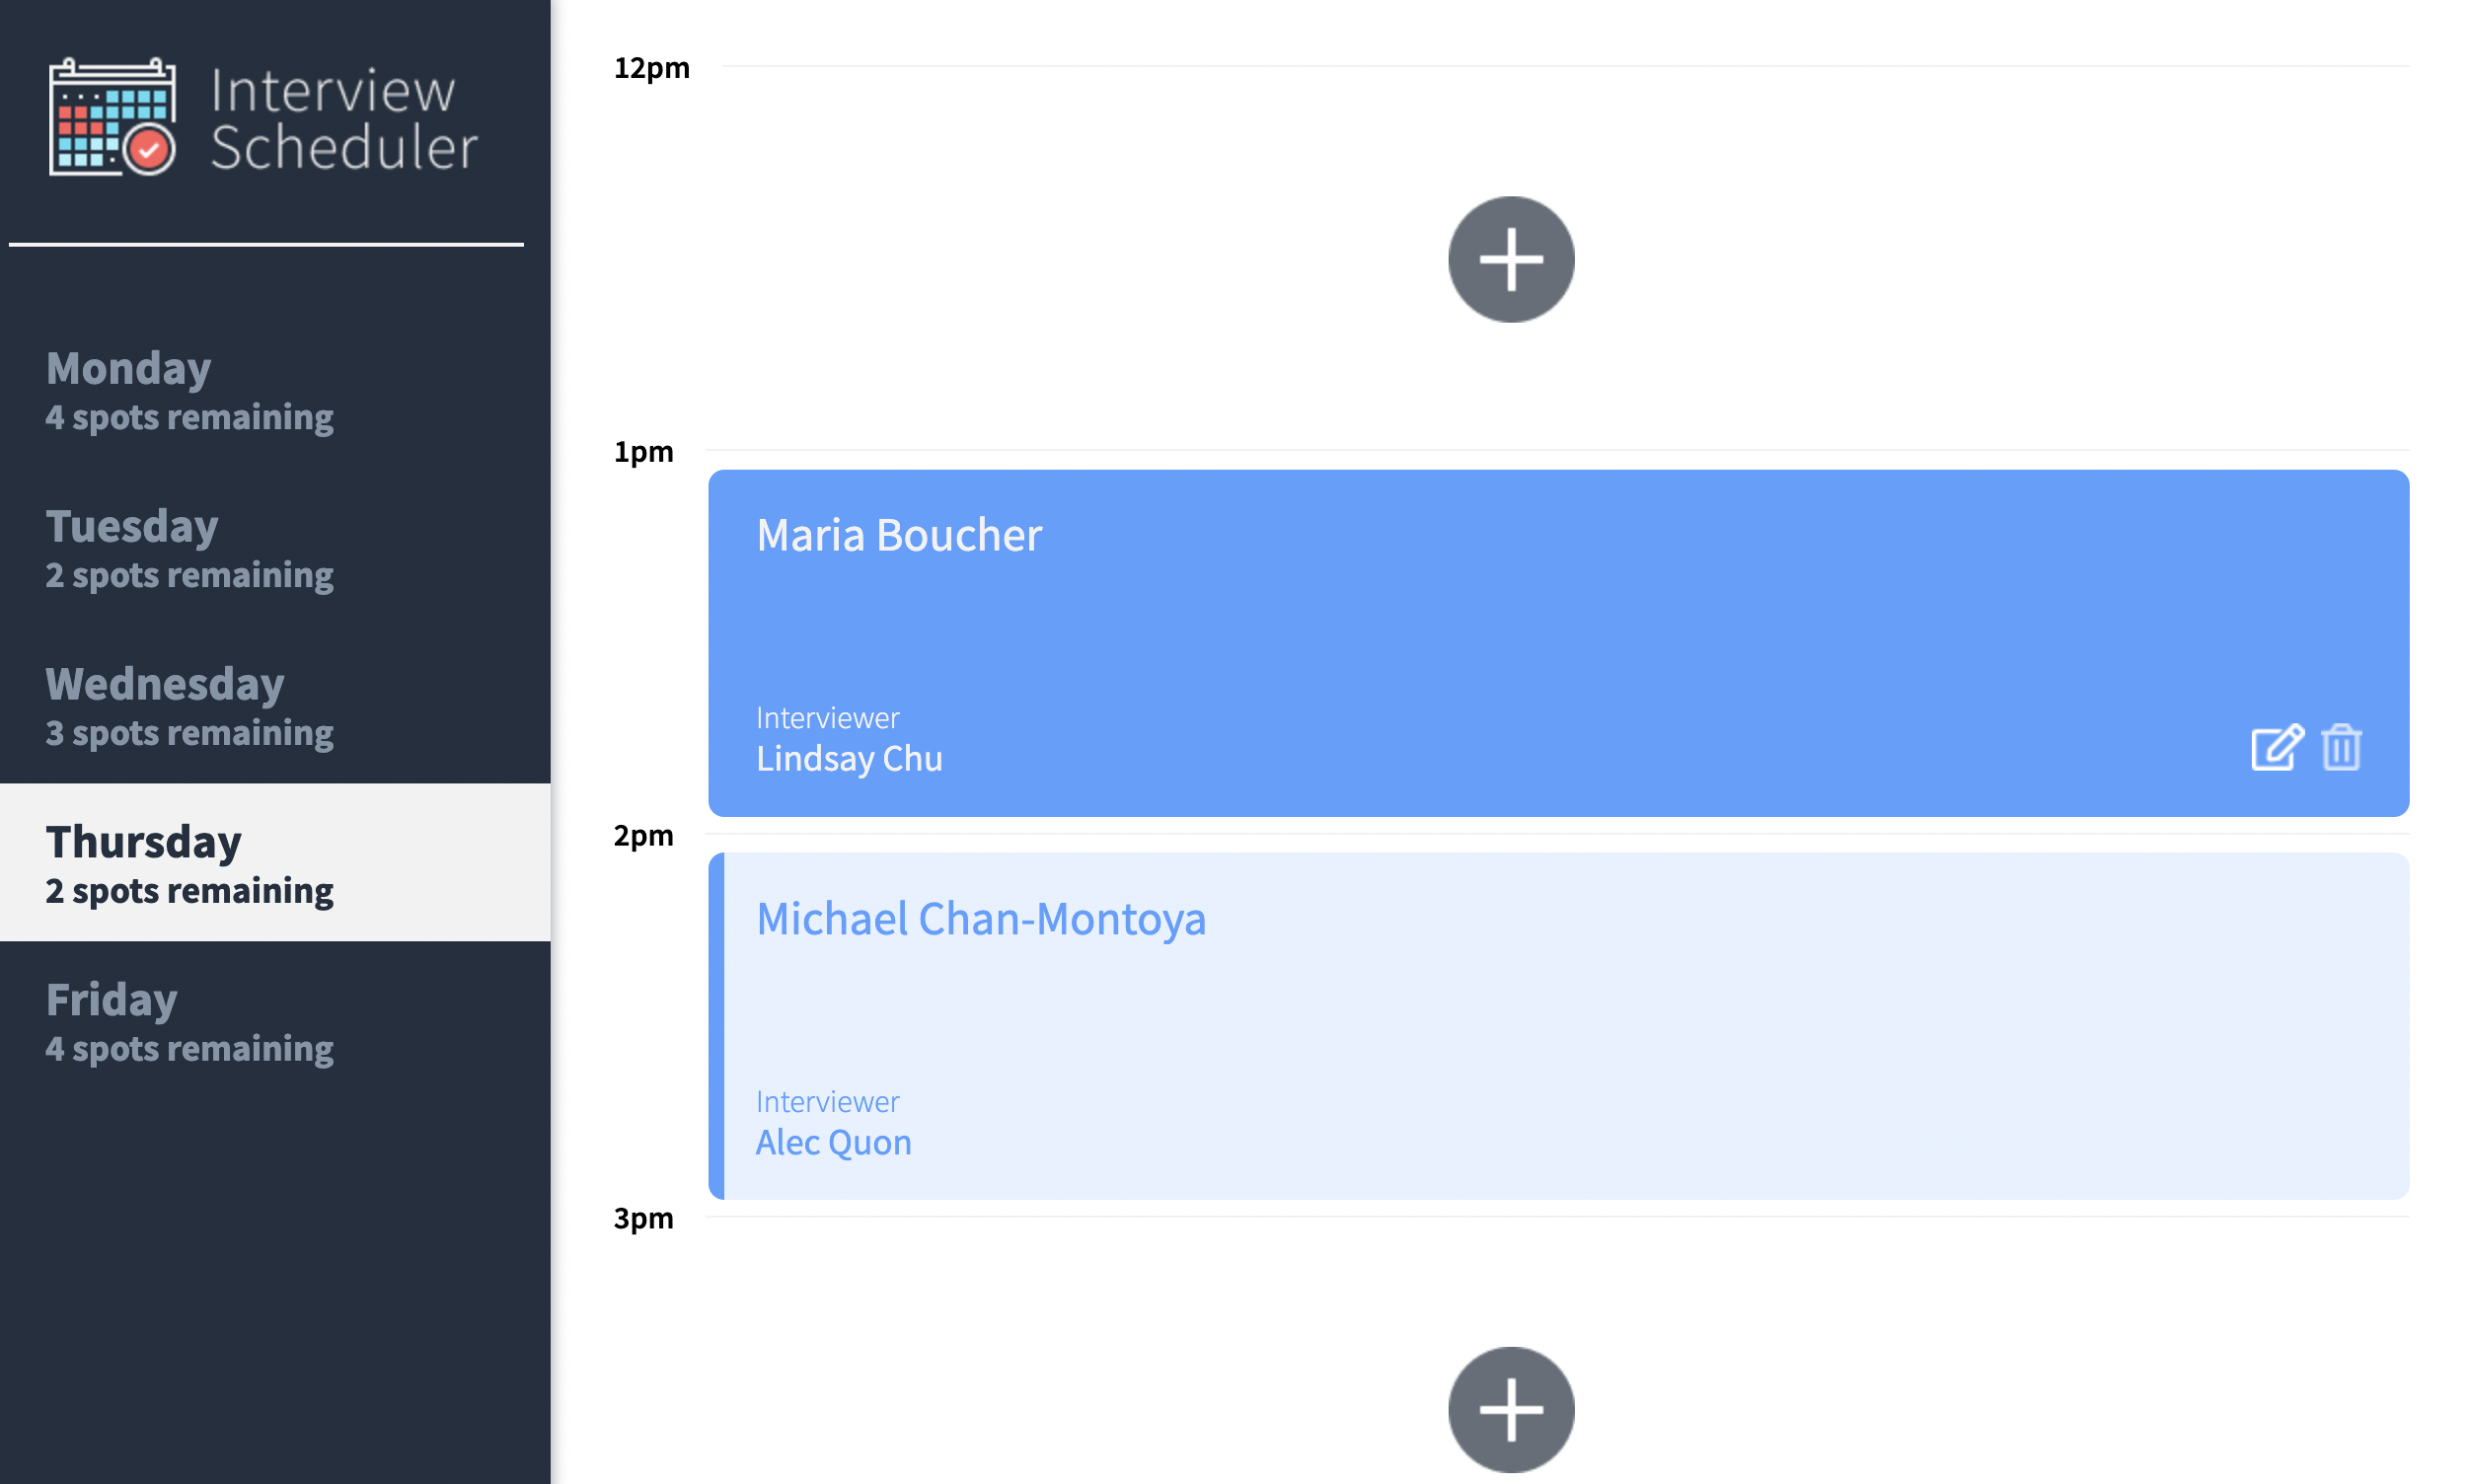 Interview
Scheduler
Monday
4 spots remaining
Tuesday
2 spots remaining
Wednesday
3 spots remaining
Thursday
2 spots remaining
Friday
4 spots remaining
12pm
1pm
Maria Boucher
Interviewer
Lindsay Chu
2pm
Michael Chan-Montoya
Interviewer
Alec Quon
3pm